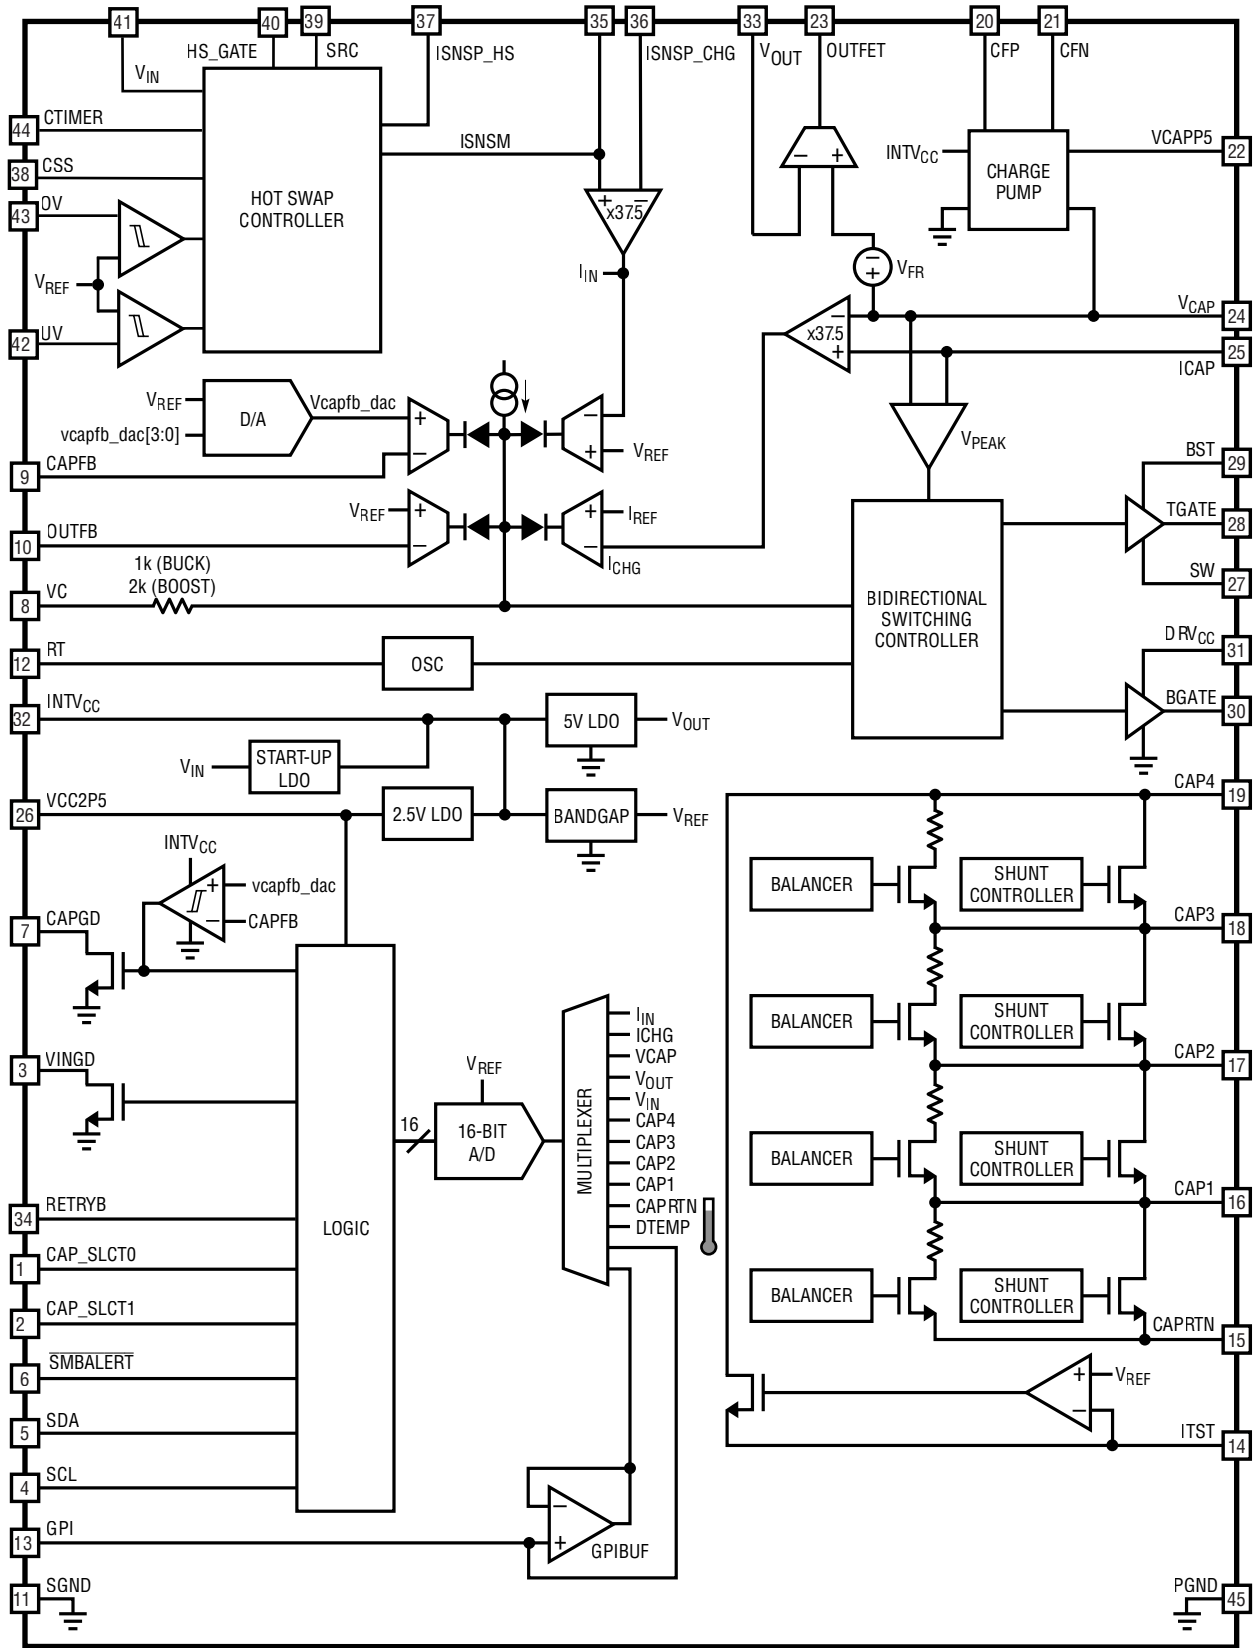 41
40
39
37
35
36
33
23
20
21
HS_GATE
SRC
ISNSP_HS
ISNSP_CHG
VOUT
OUTFET
CFP
CFN
VIN
44
CTIMER
38
CSS
43
OV
VREF
42
UV
HOT SWAP
CONTROLLER
ISNSM
+
−
x37.5
IIN
−
+
INTVCC
CHARGE
PUMP
VCAPP5
22
−
+
VFR
VCAP
24
−
x37.5
+
ICAP
25
VREF
vcapfb_dac[3:0]
D/A
Vcapfb_dac
+
−
−
+
VREF
VPEAK
9
CAPFB
BST
29
VREF
+
−
+
−
IREF
ICHG
TGATE
28
10
OUTFB
1k (BUCK)
2k (BOOST)
SW
27
8
VC
BIDIRECTIONAL
SWITCHING
CONTROLLER
12
RT
OSC
DRVCC
31
BGATE
30
32
INTVCC
5V LDO
VOUT
VIN
START-UP
LDO
26
VCC2P5
2.5V LDO
BANDGAP
VREF
CAP4
19
INTVCC
+
−
vcapfb_dac
CAPFB
BALANCER
SHUNT
CONTROLLER
7
CAPGD
CAP3
18
BALANCER
SHUNT
CONTROLLER
3
VINGD
CAP2
17
LOGIC
16
VREF
16-BIT
A/D
MULTIPLEXER
IIN
ICHG
VCAP
VOUT
VIN
CAP4
CAP3
CAP2
CAP1
CAPRTN
DTEMP
BALANCER
SHUNT
CONTROLLER
CAP1
16
BALANCER
SHUNT
CONTROLLER
CAPRTN
15
34
RETRYB
1
CAP_SLCT0
2
CAP_SLCT1
6
SMBALERT
5
SDA
4
SCL
+
−
VREF
ITST
14
13
GPI
−
+
GPIBUF
11
SGND
PGND
45